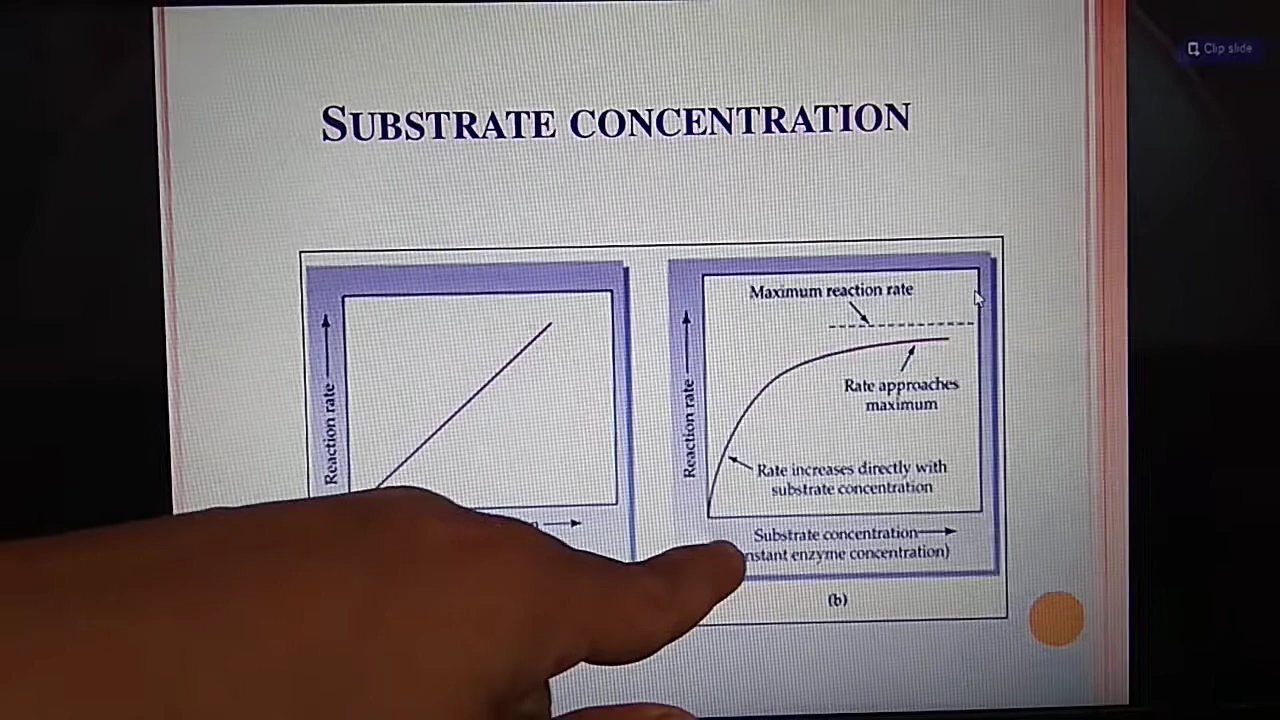 Clip slide
SUBSTRATE CONCENTRATION
Reaction rate
Reaction rate
Maximum reaction rate
Rate approaches
maximum
Rate increases directly with
substrate concentration
Substrate concentration
enzyme concentration)
(b)